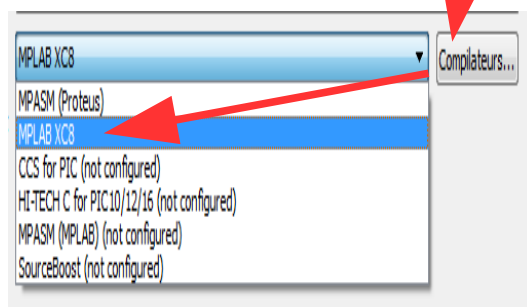 MPLAB XC8
Compilateurs...
MPASM (Proteus)
MPLAB XC8
CCS for PIC (not configured)
HI-TECH C for PIC10/12/16 (not configured)
MPASM (MPLAB) (not configured)
SourceBoost (not configured)